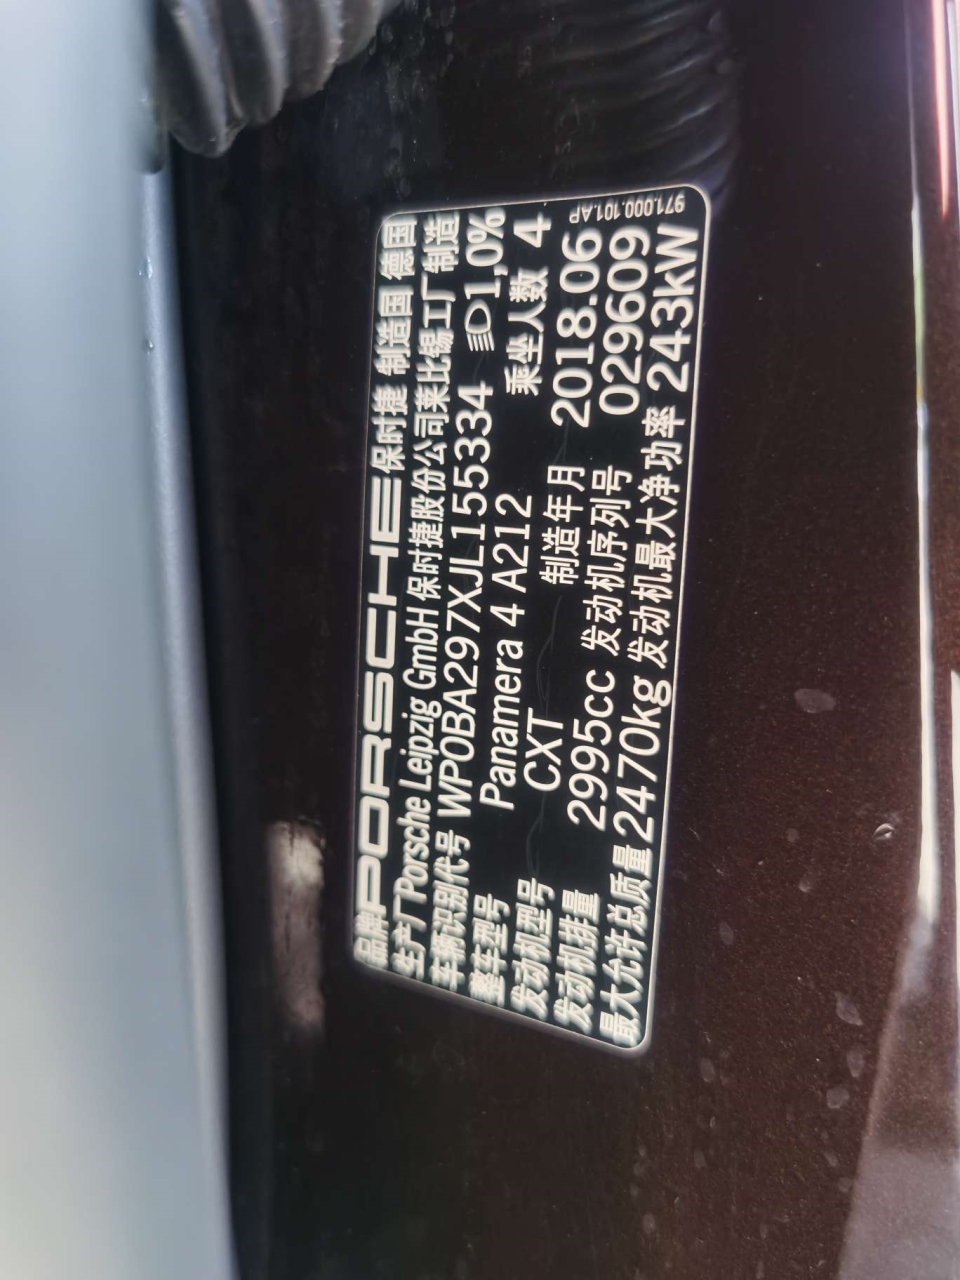 品牌 PORSCHE 保时捷 制造国 德国
生产厂 Porsche Leipzig GmbH 保时捷股份公司莱比锡工厂制造
车辆识别代号 WP0BA297XJL155334 1,0%
整车型号 Panamera 4 A212 乘坐人数 4
发动机型号 CXT 制造年月 2018.06
发动机排量 2995cc 发动机序列号 029609
最大允许总质量 2470kg 发动机最大净功率 243kW
971.000.101.AP